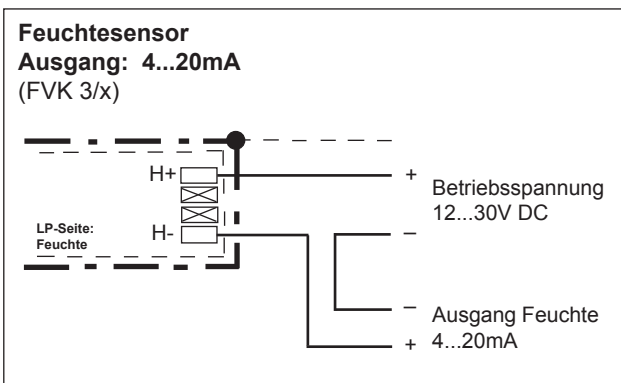 Feuchtesensor
Ausgang: 4...20mA
(FVK 3/x)
H+
+
Betriebsspannung
12...30V DC
LP-Seite:
Feuchte
H-
–
–
Ausgang Feuchte
+
4...20mA